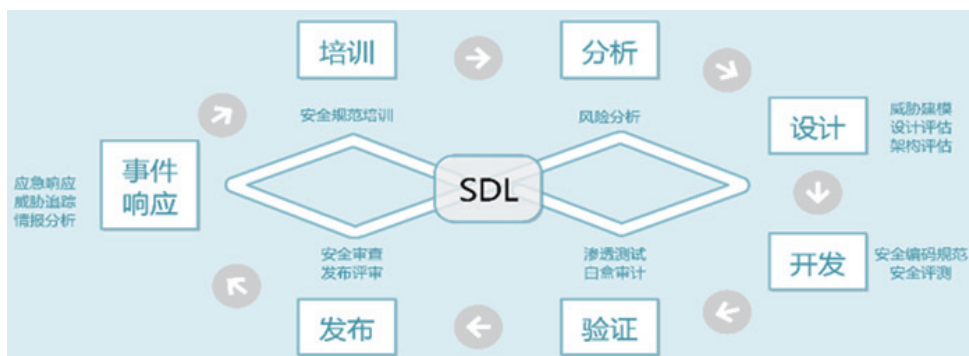 培训
分析
安全规范培训
风险分析
设计
威胁建模
设计评估
架构评估
事件
响应
应急响应
威胁追踪
情报分析
SDL
开发
安全编码规范
安全评测
安全审查
发布评审
渗透测试
白盒审计
发布
验证